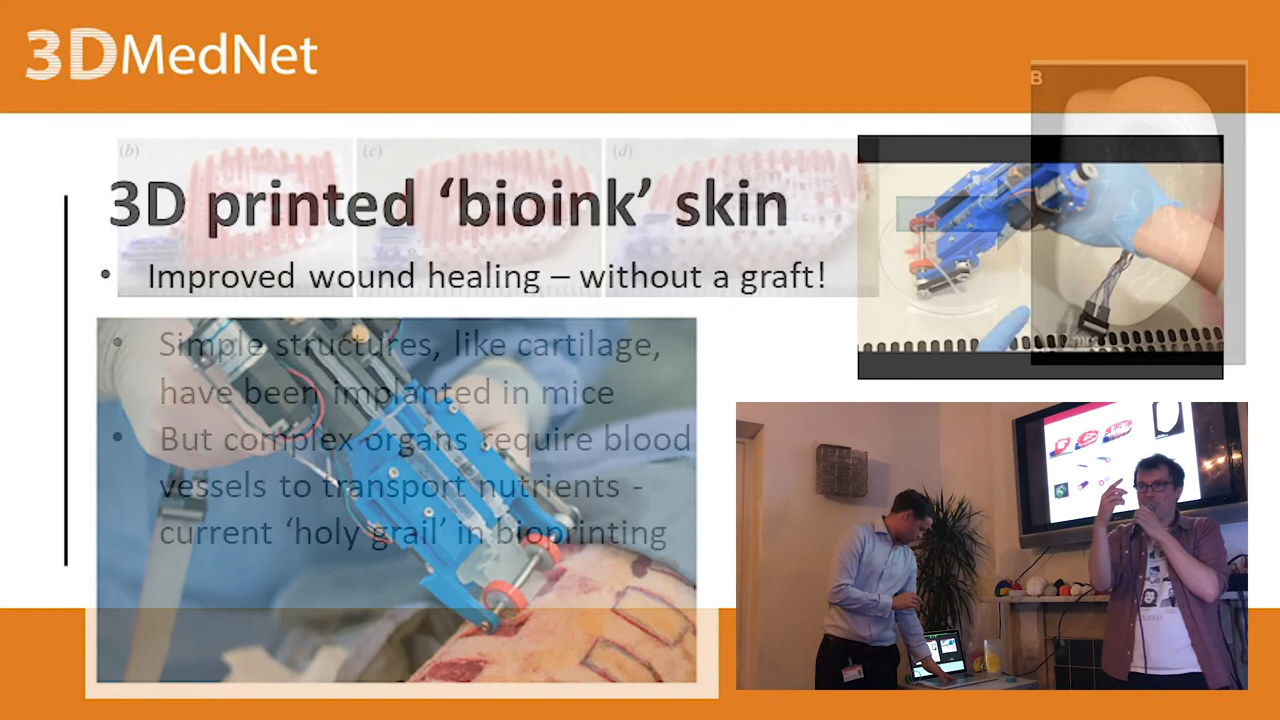 3DMedNet
B
(b) (c) (d)
3D printed ‘bioink’ skin
• Improved wound healing – without a graft!
• Simple structures, like cartilage,
have been implanted in mice
• But complex organs require blood
vessels to transport nutrients -
current ‘holy grail’ in bioprinting